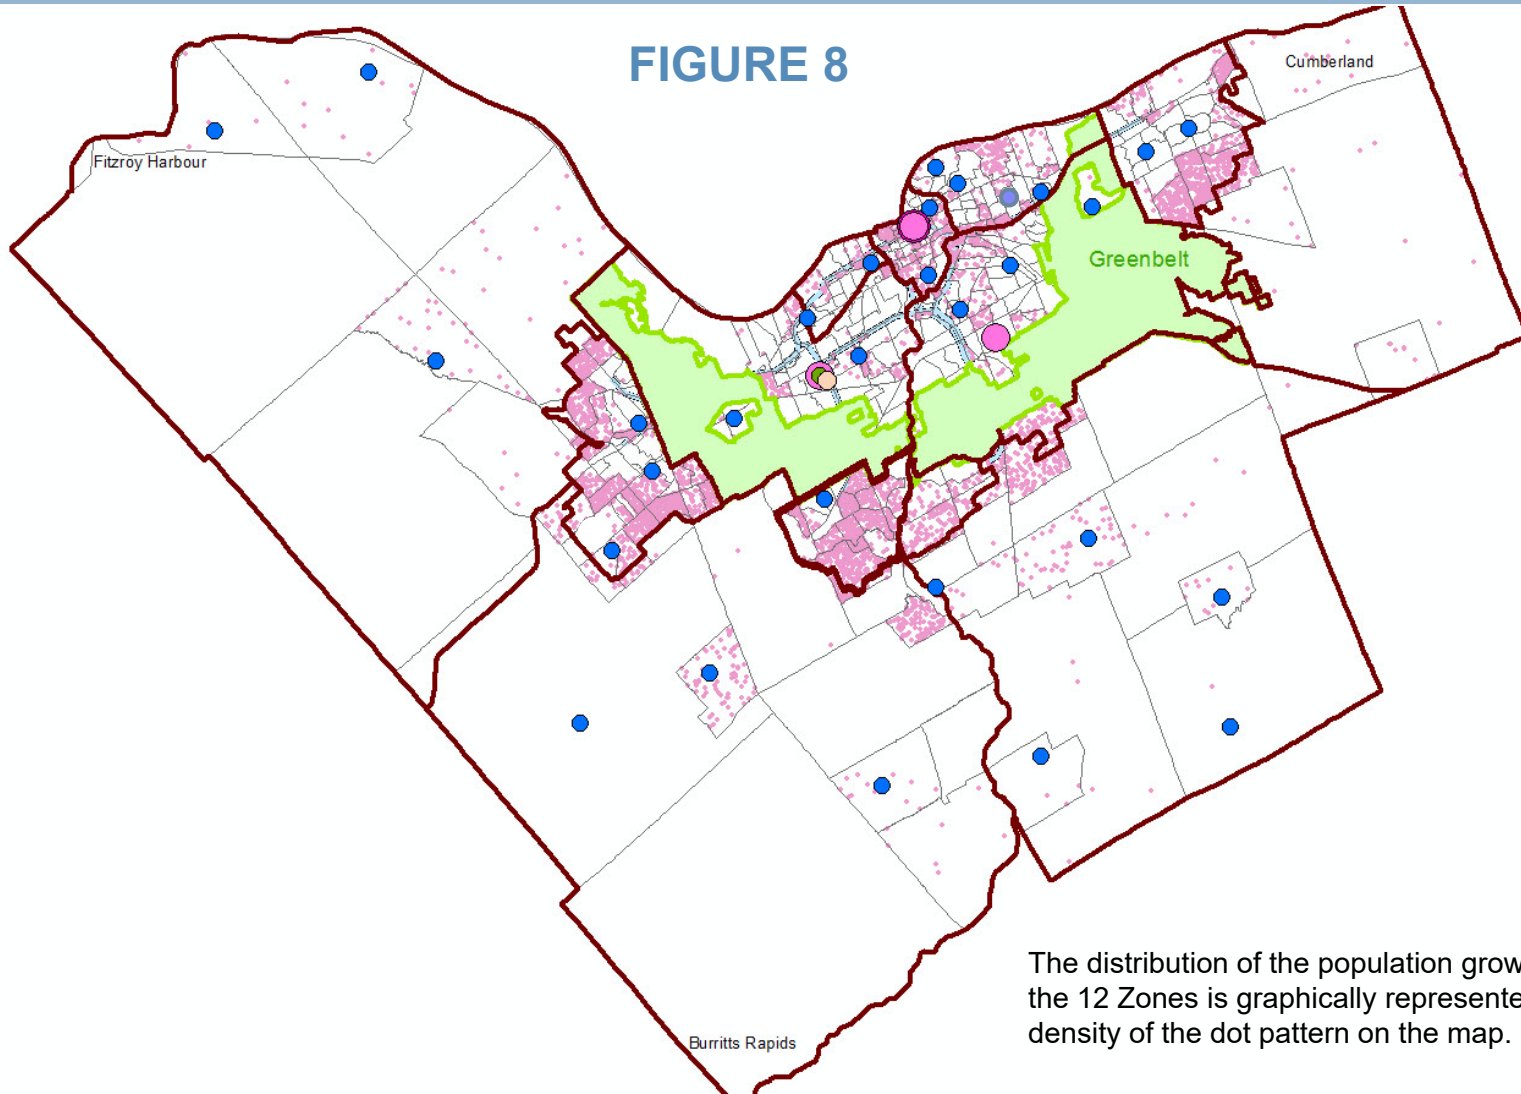 FIGURE 8
Cumberland
Fitzroy Harbour
Greenbelt
The distribution of the population grow
the 12 Zones is graphically represente
density of the dot pattern on the map.
Burritts Rapids